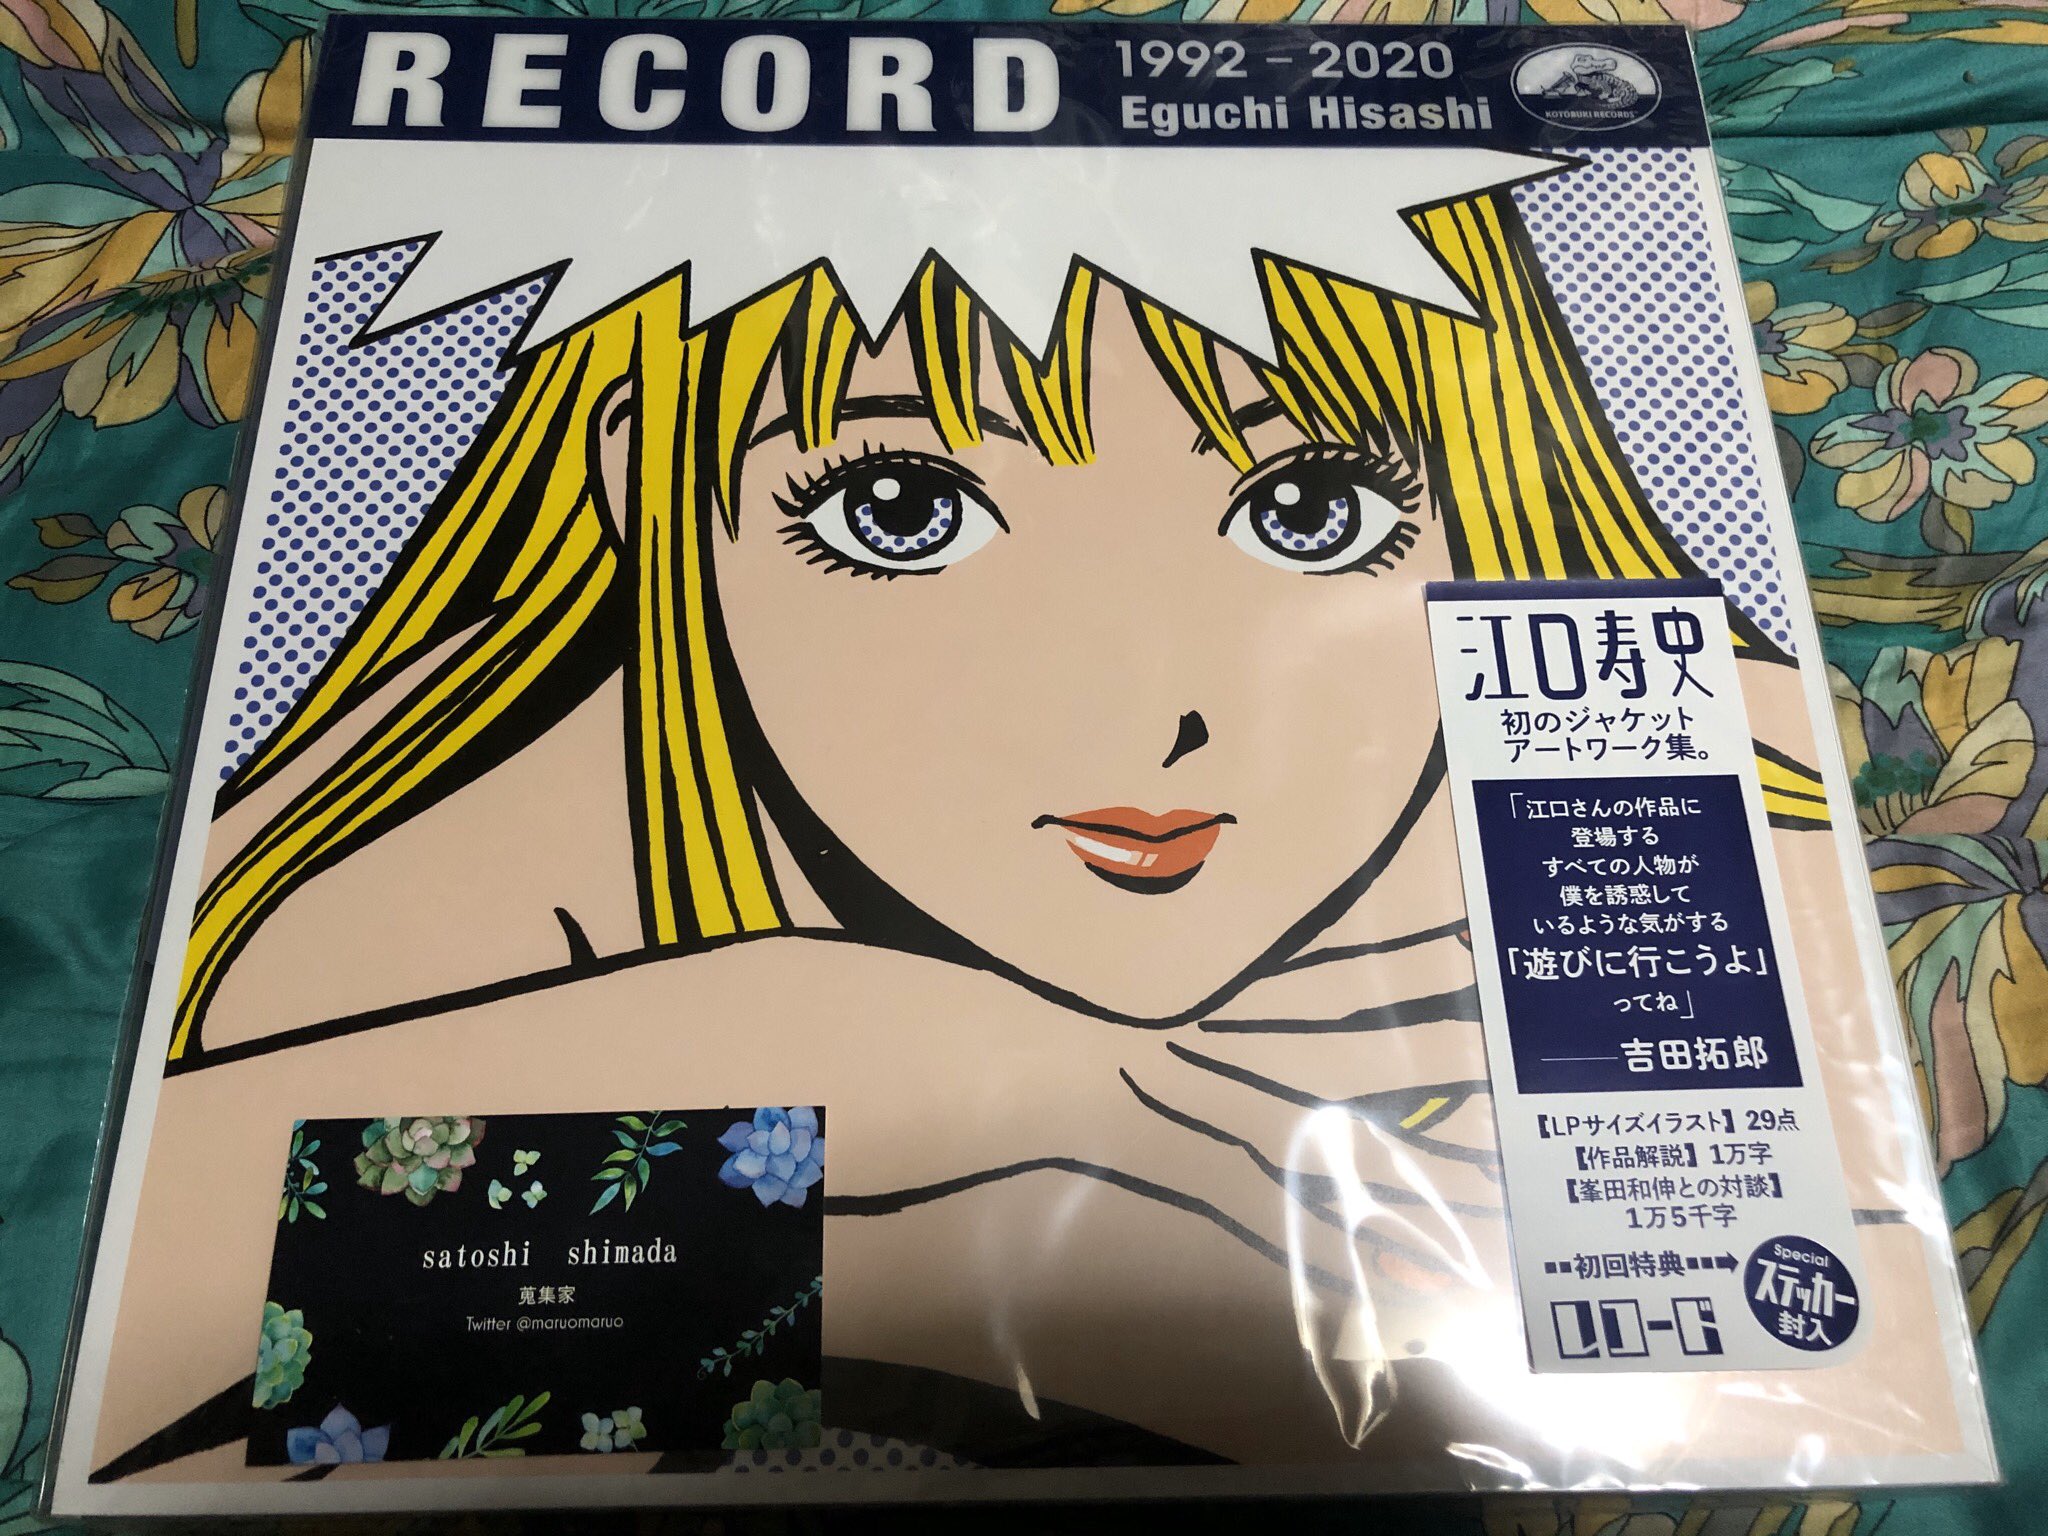 RECORD
1992 – 2020
Eguchi Hisashi
KOTOBUKI RECORDS
江口寿史
初のジャケット
アートワーク集。
「江口さんの作品に
登場する
すべての人物が
僕を誘惑して
いるような気がする
「遊びに行こうよ」
ってね」
――吉田拓郎
【LPサイズイラスト】29点
【作品解説】1万字
【峯田和伸との対談】
1万5千字
初回特典
Special
ステッカー
封入
レコード
satoshi shimada
蒐集家
Twitter @maruomaruo